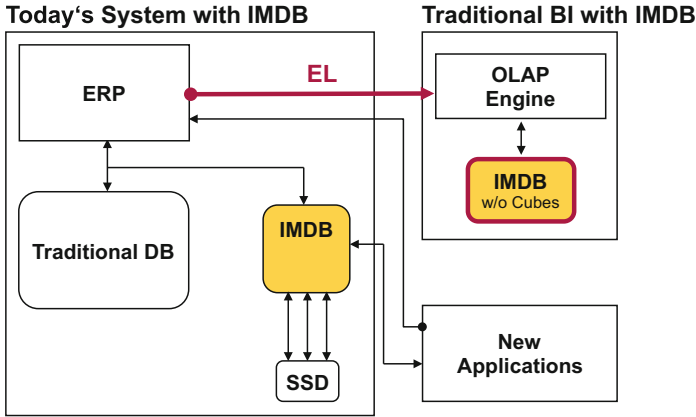 Today‘s System with IMDB
Traditional BI with IMDB
ERP
EL
OLAP
Engine
IMDB
w/o Cubes
Traditional DB
IMDB
SSD
New
Applications